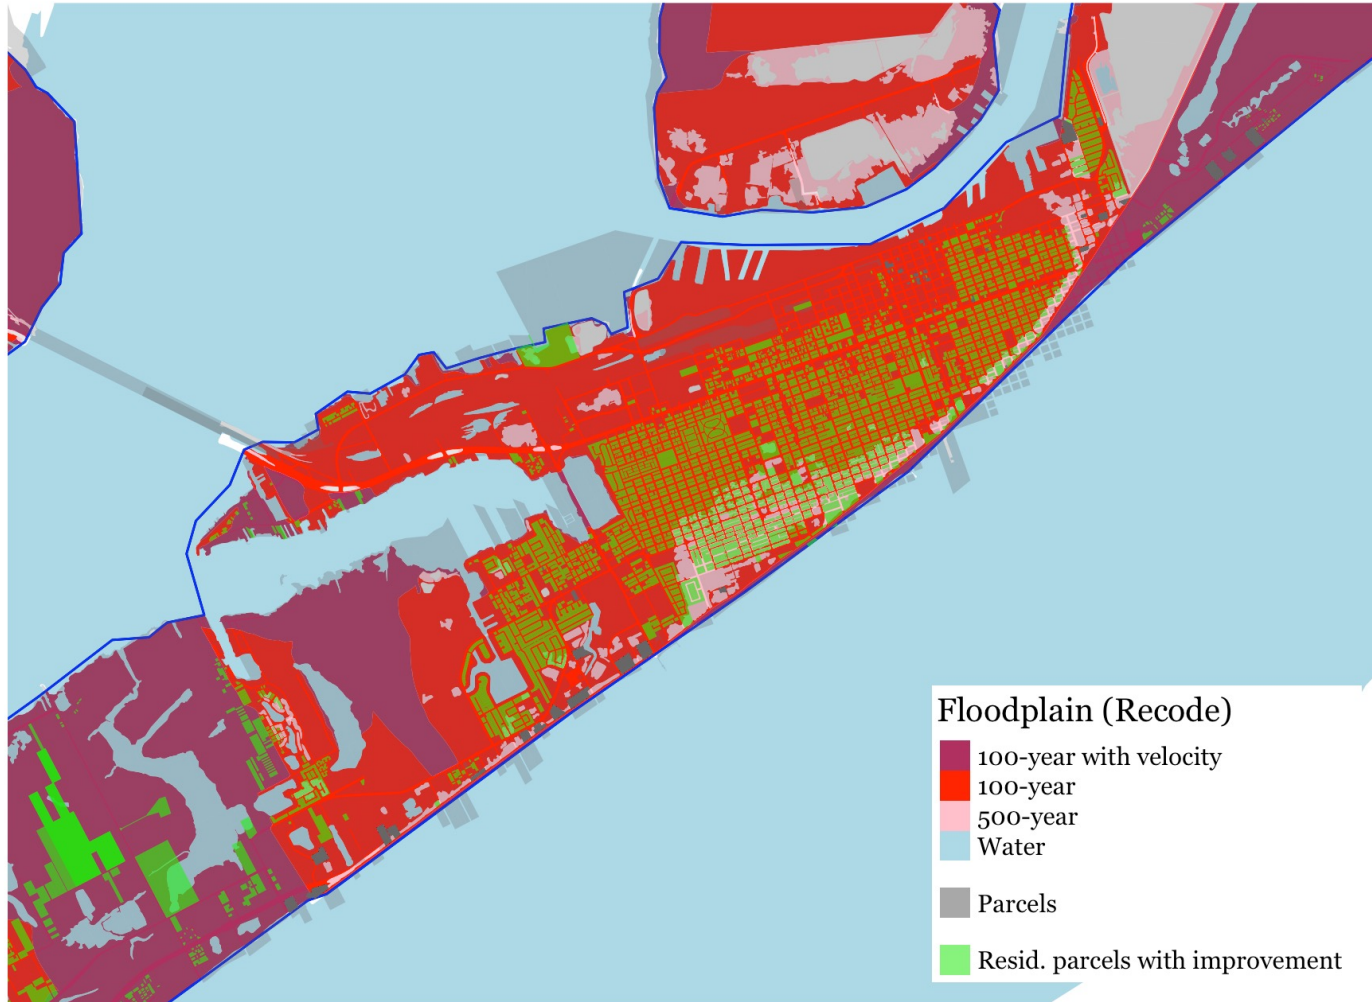 Floodplain (Recode)
100-year with velocity
100-year
500-year
Water
Parcels
Resid. parcels with improvement